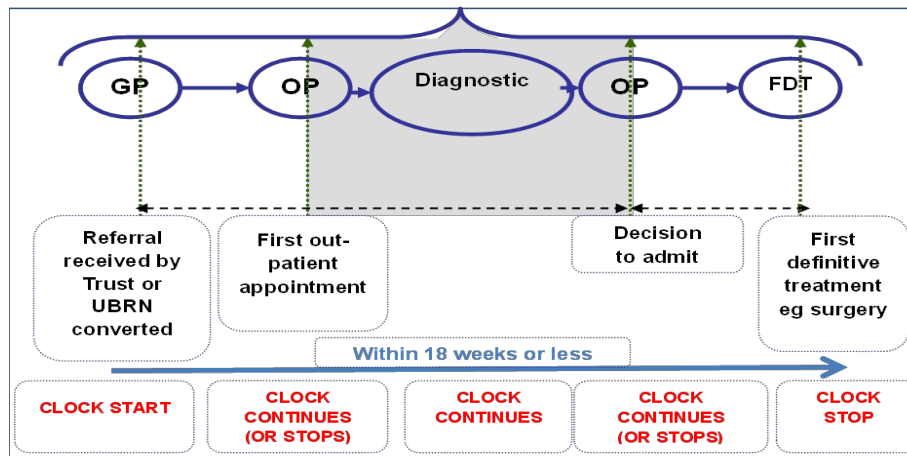 GP
OP
Diagnostic
OP
FDT
Referral
received by
Trust or
UBRN
converted
First out-
patient
appointment
Decision
to admit
First
definitive
treatment
eg surgery
Within 18 weeks or less
CLOCK START
CLOCK
CONTINUES
(OR STOPS)
CLOCK
CONTINUES
CLOCK
CONTINUES
(OR STOPS)
CLOCK
STOP